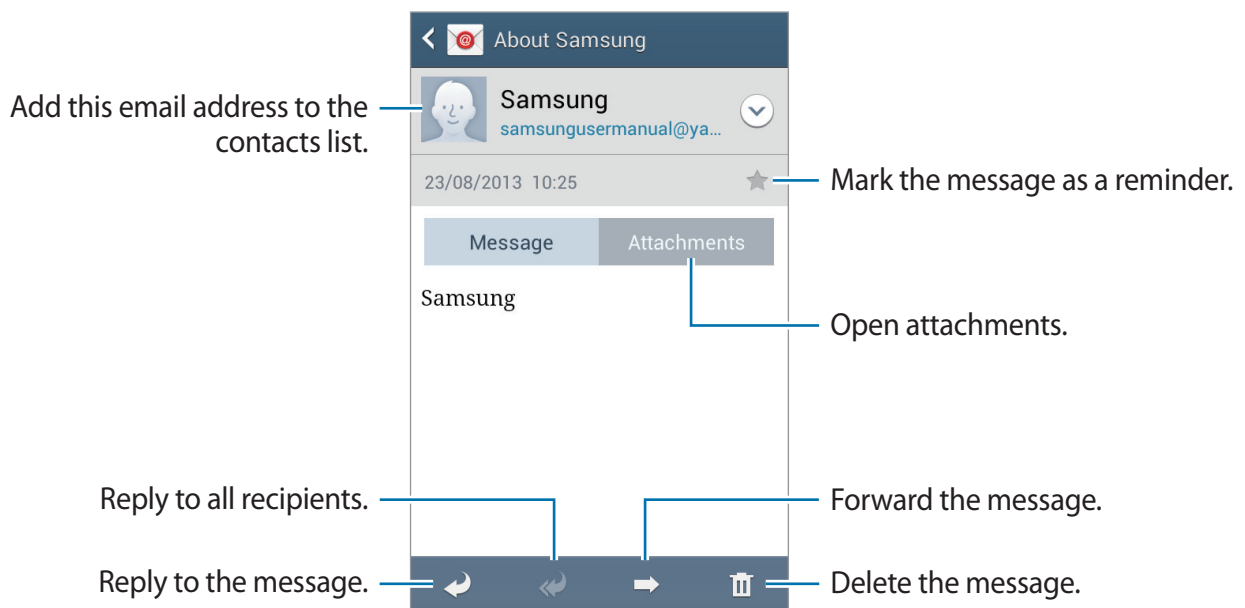 About Samsung
Add this email address to the
contacts list.
Samsung
samsungusermanual@ya...
23/08/2013 10:25
Mark the message as a reminder.
Message
Attachments
Samsung
Open attachments.
Reply to all recipients.
Forward the message.
Reply to the message.
Delete the message.